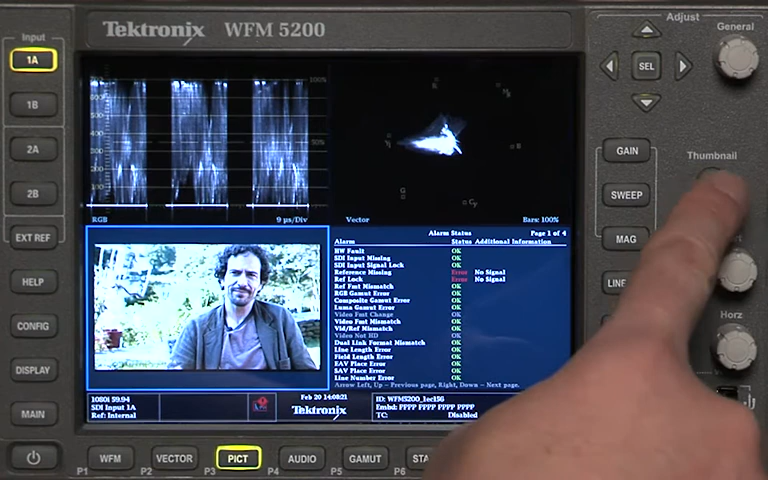 Input
Tektronix WFM 5200
Adjust
General
1A
SEL
1B
2A
GAIN
Thumbnail
2B
SWEEP
RGB
9 µs/Div
Vector
Bars: 100%
EXT REF
MAG
Alarm Status
Page 1 of 4
Alarm Status Additional Information
HW Fault OK
SDI Input Missing OK
SDI Input Signal Lock OK
Reference Missing Error No Signal
Ref Lock Error No Signal
Ref Fmt Mismatch OK
RGB Gamut Error OK
Composite Gamut Error OK
Luma Gamut Error OK
Video Fmt Change OK
Video Fmt Mismatch OK
Vid/Ref Mismatch OK
Video Not HD OK
Dual Link Format Mismatch OK
Line Length Error OK
Field Length Error OK
EAV Place Error OK
SAV Place Error OK
Line Number Error OK
Arrow Left, Up - Previous page, Right, Down - Next page.
HELP
LINE
CONFIG
Horz
DISPLAY
MAIN
1080i 59.94
SDI Input 1A
Ref: Internal
Feb 20 14:08:21
Tektronix
ID: WFM5200_1ec156
Embd: PPPP PPPP PPPP PPPP
TC: Disabled
WFM
VECTOR
PICT
AUDIO
GAMUT
STA
P1
P2
P3
P4
P5
P6